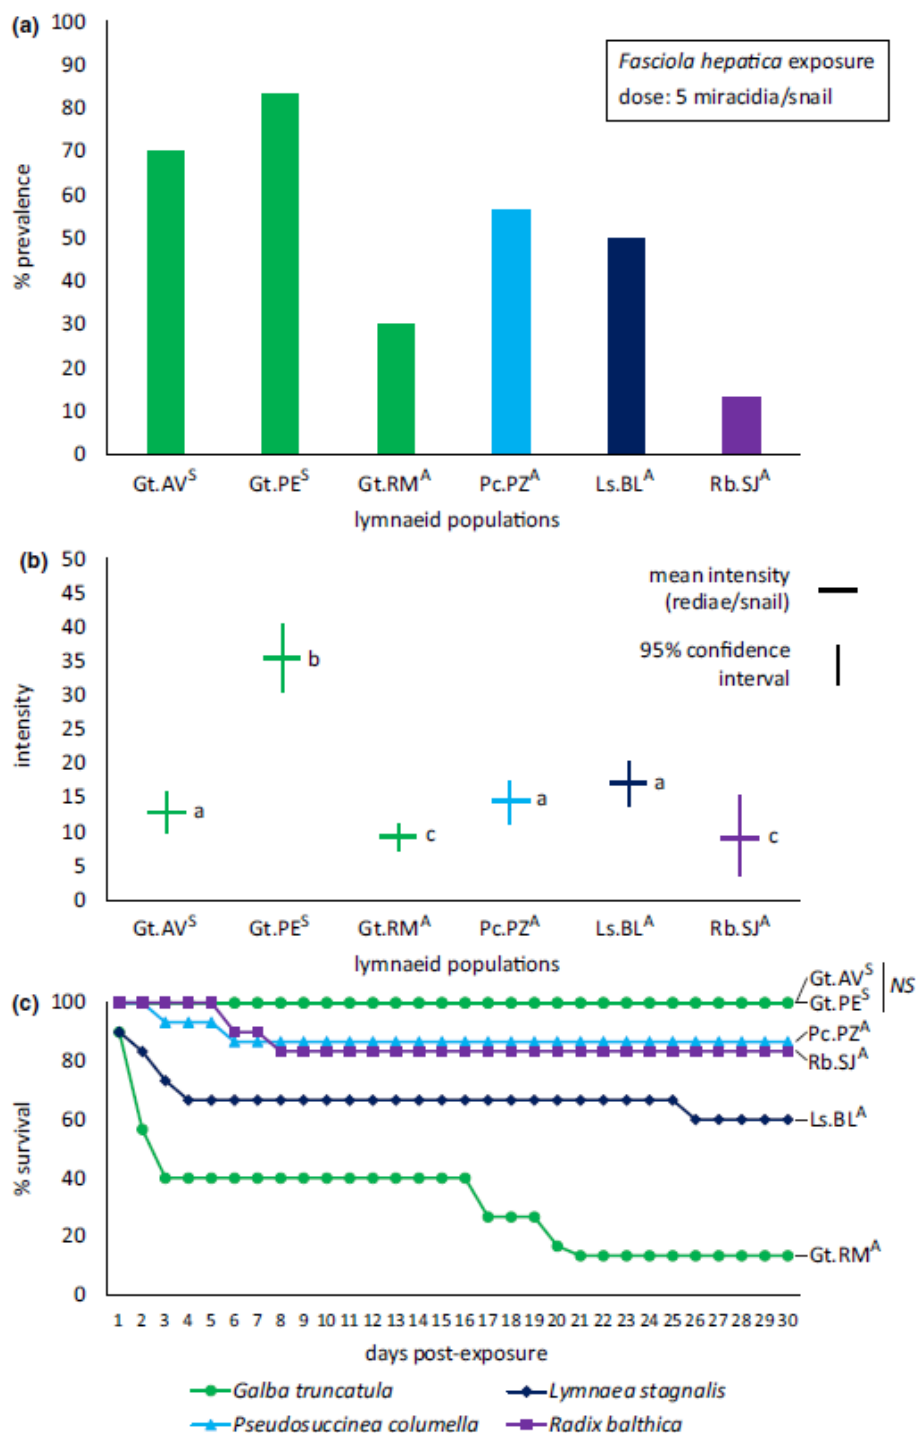 (a)
100
90
80
70
60
50
40
30
20
10
0
% prevalence
Fasciola hepatica exposure
dose: 5 miracidia/snail
Gt.AVS Gt.PES Gt.RMA Pc.PZA Ls.BLA Rb.SJA
lymnaeid populations
(b)
50
45
40
35
30
25
20
15
10
5
0
intensity
mean intensity
(rediae/snail)
95% confidence
interval
a
b
c
a
a
c
Gt.AVS Gt.PES Gt.RMA Pc.PZA Ls.BLA Rb.SJA
lymnaeid populations
(c)
100
80
60
40
20
0
% survival
Gt.AVS
Gt.PES
NS
Pc.PZA
Rb.SJA
Ls.BLA
Gt.RMA
1 2 3 4 5 6 7 8 9 10 11 12 13 14 15 16 17 18 19 20 21 22 23 24 25 26 27 28 29 30
days post-exposure
Galba truncatula Lymnaea stagnalis
Pseudosuccinea columella Radix balthica